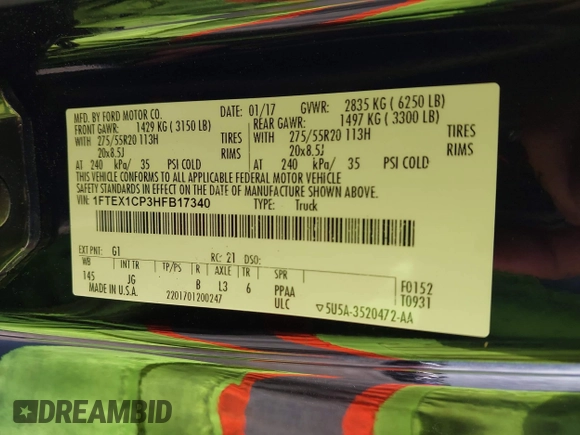 MFD. BY FORD MOTOR CO.
DATE: 01/17 GVWR: 2835 KG ( 6250 LB)
FRONT GAWR: 1429 KG ( 3150 LB) REAR GAWR: 1497 KG ( 3300 LB)
WITH 275/55R20 113H TIRES WITH 275/55R20 113H TIRES
20x8.5J RIMS 20x8.5J RIMS
AT 240 kPa/ 35 PSI COLD AT 240 kPa/ 35 PSI COLD
THIS VEHICLE CONFORMS TO ALL APPLICABLE FEDERAL MOTOR VEHICLE
SAFETY STANDARDS IN EFFECT ON THE DATE OF MANUFACTURE SHOWN ABOVE.
VIN: 1FTEX1CP3HFB17340 TYPE: Truck
EXT PNT: G1 RC: 21 DSO:
WB INT TR TP/PS R AXLE TR SPR
145 JG B L3 6 PPAA F0152
MADE IN U.S.A. 2201701200247 ULC T0931
▽5U5A-3520472-AA
DREAMBID